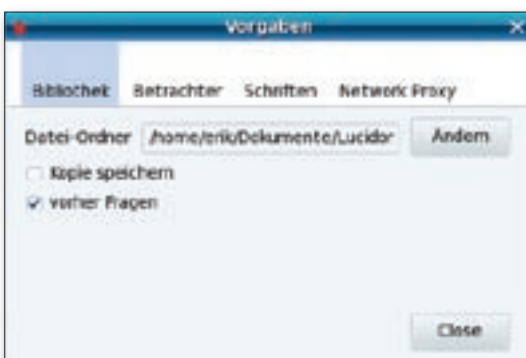 Vorgaben
Bibliothek Betrachter Schriften Network Proxy
Datei-Ordner /home/erik/Dokumente/Lucidor Ändern
Kopie speichern
vorher Fragen
Close